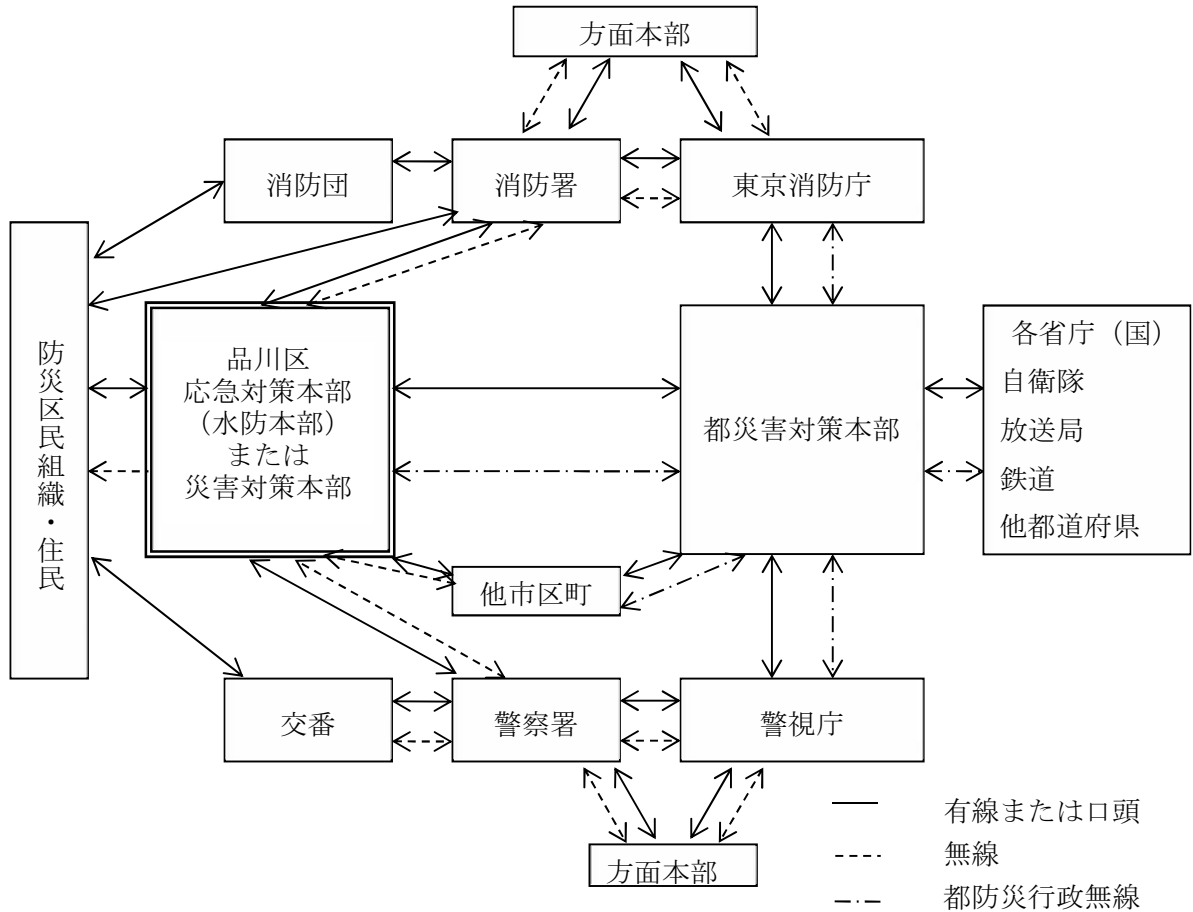 方面本部
消防団
消防署
東京消防庁
防災区民組織・住民
品川区
応急対策本部
（水防本部）
または
災害対策本部
都災害対策本部
各省庁（国）
自衛隊
放送局
鉄道
他都道府県
他市区町
交番
警察署
警視庁
方面本部
有線または口頭
無線
都防災行政無線